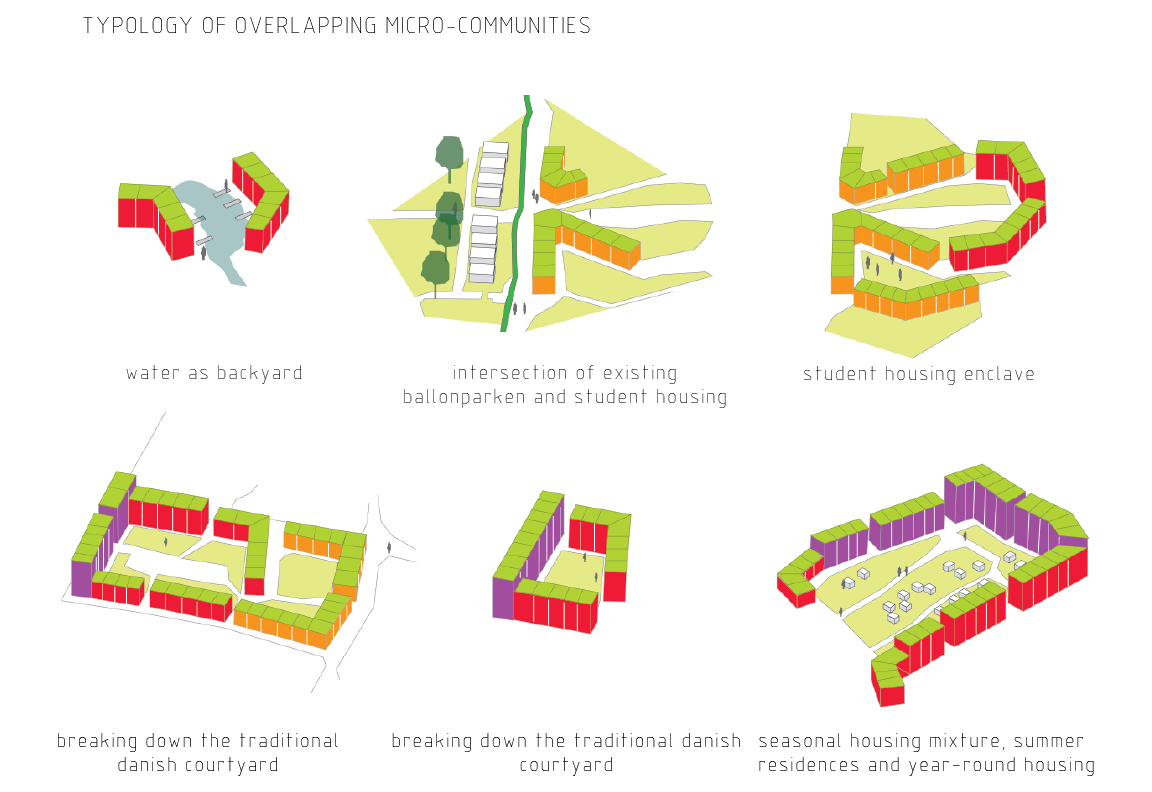 TYPOLOGY OF OVERLAPPING MICRO-COMMUNITIES
water as backyard
intersection of existing
ballonparken and student housing
student housing enclave
breaking down the traditional
danish courtyard
breaking down the traditional danish
courtyard
seasonal housing mixture, summer
residences and year-round housing